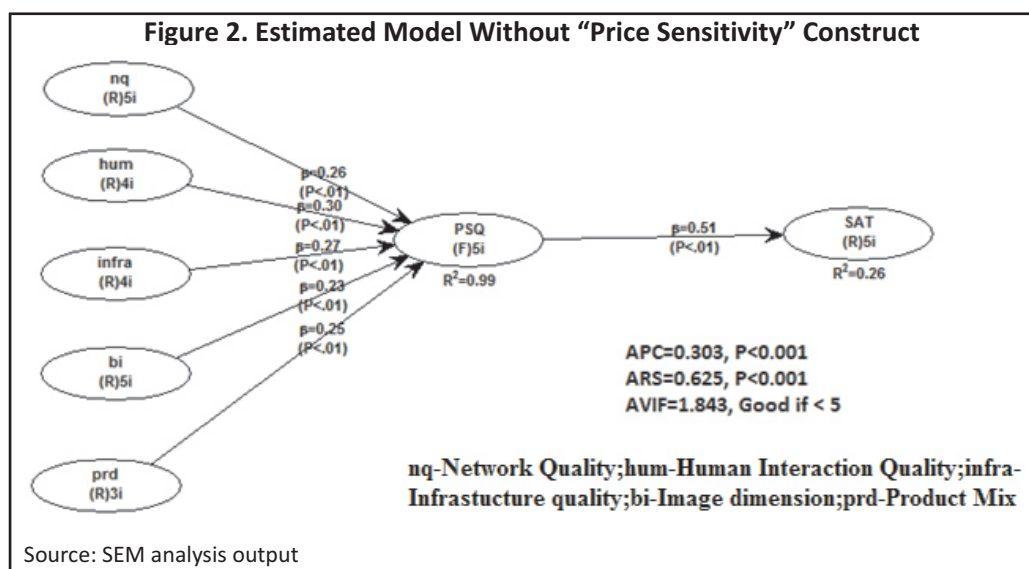 Figure 2. Estimated Model Without “Price Sensitivity” Construct
nq
(R)5i
hum
(R)4i
infra
(R)4i
bi
(R)5i
prd
(R)3i
β=0.26
(P<.01)
β=0.30
(P<.01)
β=0.27
(P<.01)
β=0.23
(P<.01)
β=0.25
(P<.01)
PSQ
(F)5i
R²=0.99
β=0.51
(P<.01)
SAT
(R)5i
R²=0.26
APC=0.303, P<0.001
ARS=0.625, P<0.001
AVIF=1.843, Good if < 5
nq-Network Quality;hum-Human Interaction Quality;infra-
Infrastucture quality;bi-Image dimension;prd-Product Mix
Source: SEM analysis output